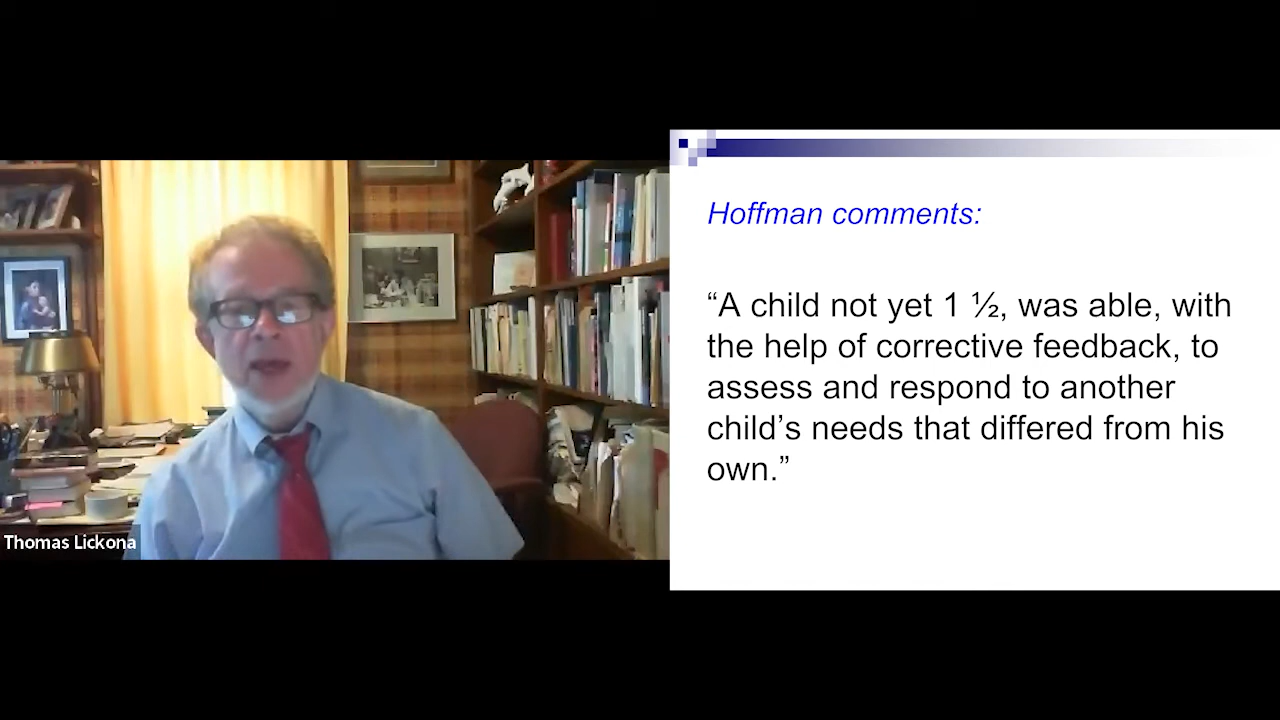 Hoffman comments:
“A child not yet 1 ½, was able, with
the help of corrective feedback, to
assess and respond to another
child’s needs that differed from his
own.”
Thomas Lickona